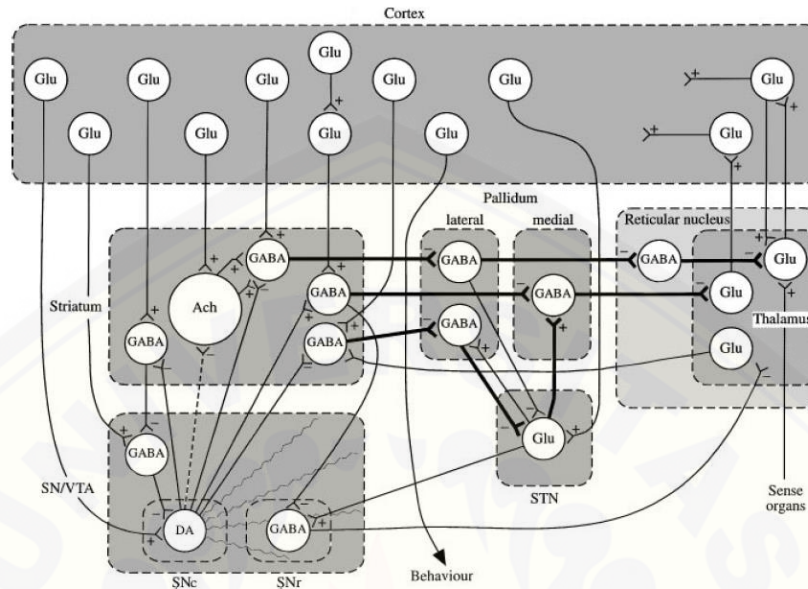 Cortex
Glu
Glu
Glu
Glu
Glu
Glu
Glu
Glu
Glu
Glu
Glu
Glu
Glu
Pallidum
lateral
medial
Reticular nucleus
GABA
GABA
GABA
Glu
Ach
GABA
GABA
Glu
Striatum
GABA
Thalamus
GABA
GABA
Glu
GABA
Glu
SN/VTA
STN
Sense
organs
DA
GABA
SNc
SNr
Behaviour